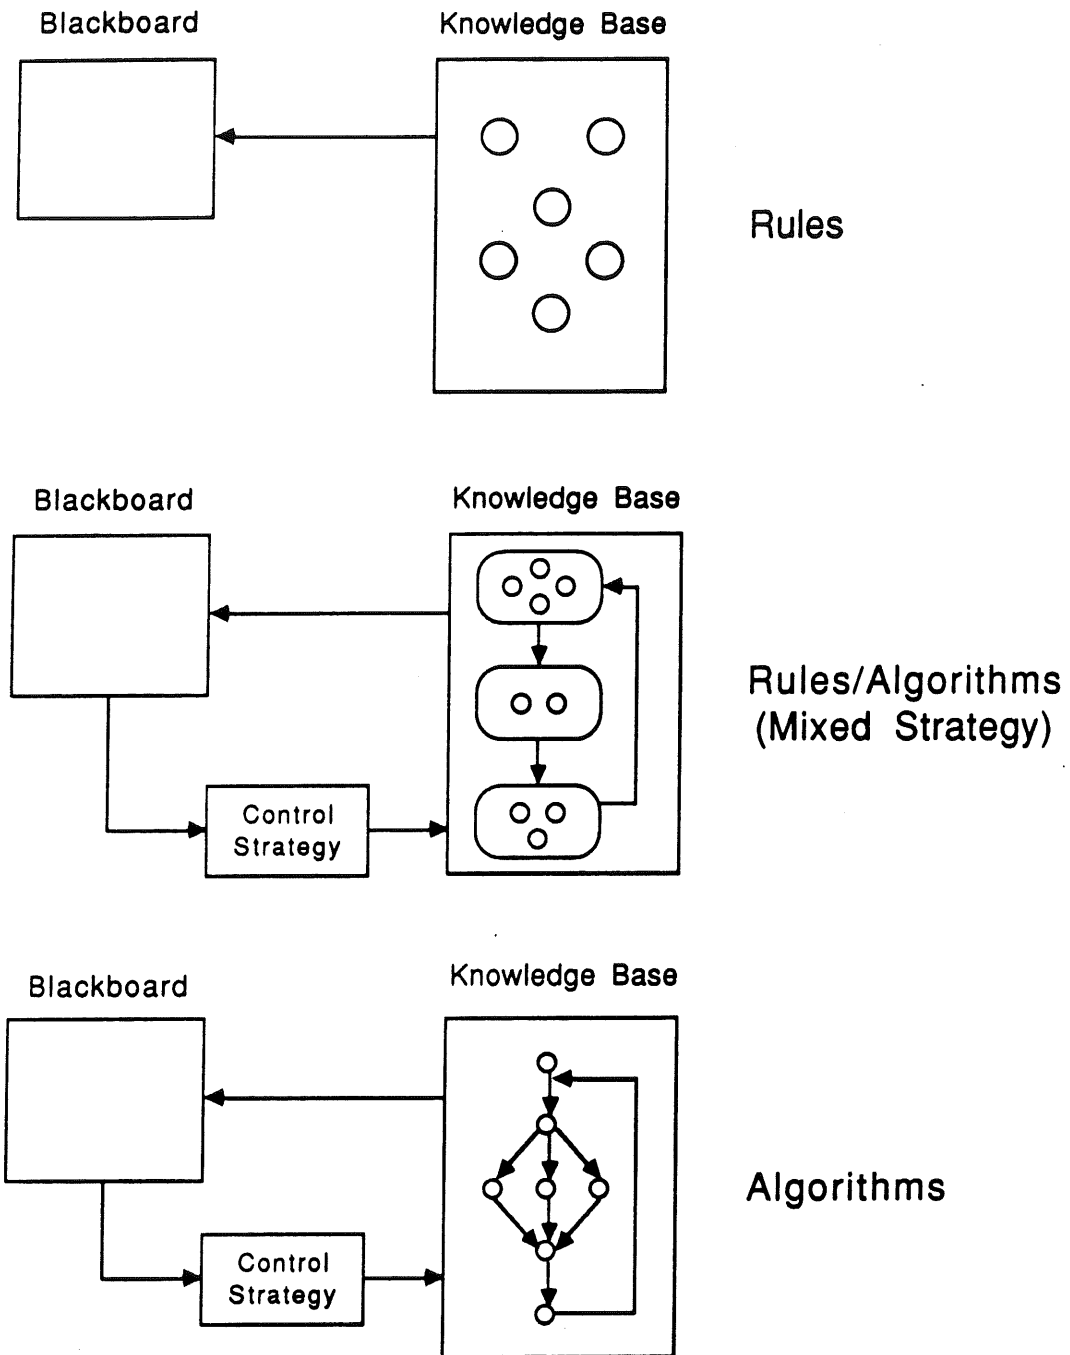 Blackboard
Knowledge Base
Rules
Blackboard
Knowledge Base
Rules/Algorithms
(Mixed Strategy)
Control
Strategy
Blackboard
Knowledge Base
Algorithms
Control
Strategy